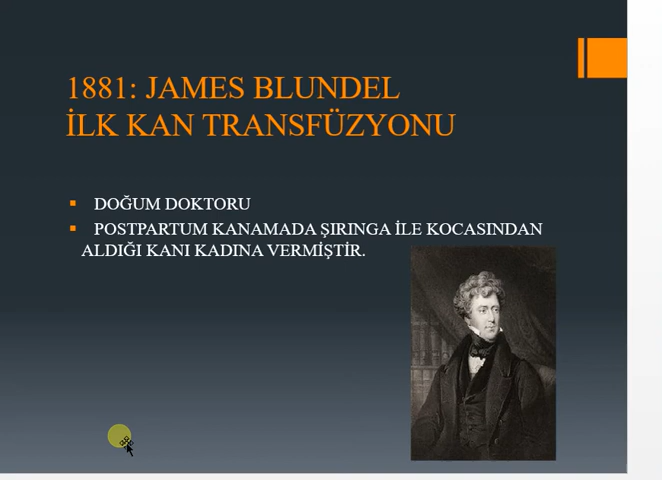 1881: JAMES BLUNDEL
İLK KAN TRANSFÜZYONU
DOĞUM DOKTORU
POSTPARTUM KANAMADA ŞIRINGA İLE KOCASINDAN
ALDIĞI KANI KADINA VERMİŞTİR.